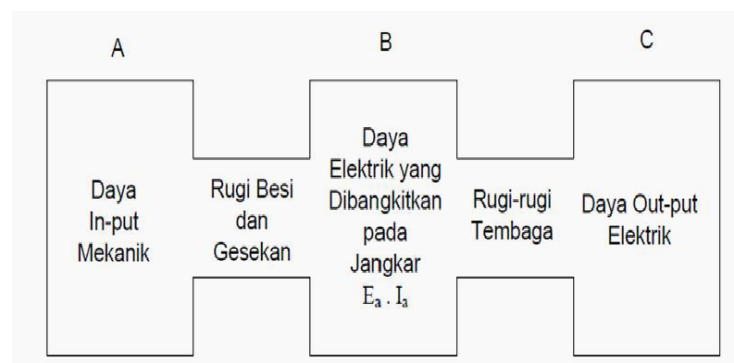 A
B
C
Daya
In-put
Mekanik
Rugi Besi
dan
Gesekan
Daya
Elektrik yang
Dibangkitkan
pada
Jangkar
Eₐ . Iₐ
Rugi-rugi
Tembaga
Daya Out-put
Elektrik